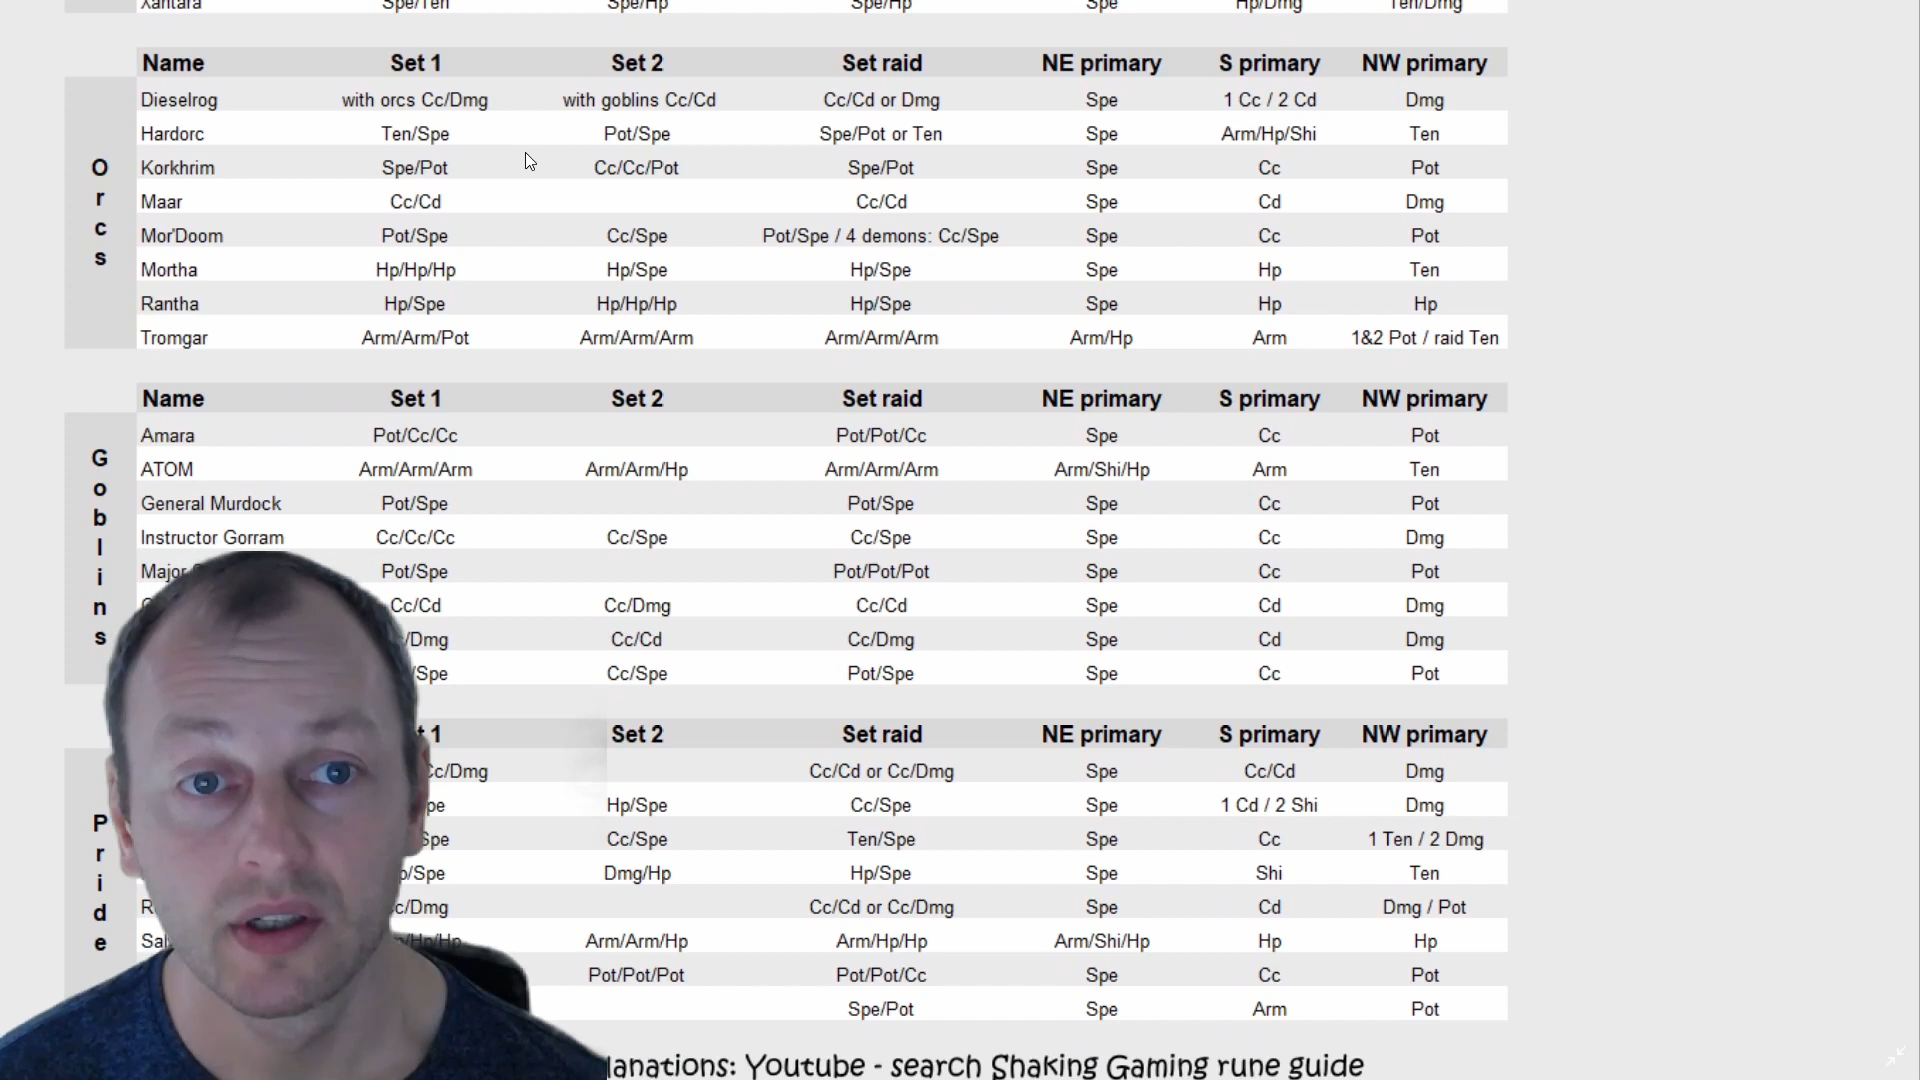 Xantara Spe/Ten Spe/Hp Spe/Hp Spe Hp/Dmg Ten/Dmg
Name Set 1 Set 2 Set raid NE primary S primary NW primary
Orcs
Dieselrog with orcs Cc/Dmg with goblins Cc/Cd Cc/Cd or Dmg Spe 1 Cc / 2 Cd Dmg
Hardorc Ten/Spe Pot/Spe Spe/Pot or Ten Spe Arm/Hp/Shi Ten
Korkhrim Spe/Pot Cc/Cc/Pot Spe/Pot Spe Cc Pot
Maar Cc/Cd Cc/Cd Spe Cd Dmg
Mor'Doom Pot/Spe Cc/Spe Pot/Spe / 4 demons: Cc/Spe Spe Cc Pot
Mortha Hp/Hp/Hp Hp/Spe Hp/Spe Spe Hp Ten
Rantha Hp/Spe Hp/Hp/Hp Hp/Spe Spe Hp Hp
Tromgar Arm/Arm/Pot Arm/Arm/Arm Arm/Arm/Arm Arm/Hp Arm 1&2 Pot / raid Ten
Name Set 1 Set 2 Set raid NE primary S primary NW primary
Goblins
Amara Pot/Cc/Cc Pot/Pot/Cc Spe Cc Pot
ATOM Arm/Arm/Arm Arm/Arm/Hp Arm/Arm/Arm Arm/Shi/Hp Arm Ten
General Murdock Pot/Spe Pot/Spe Spe Cc Pot
Instructor Gorram Cc/Cc/Cc Cc/Spe Cc/Spe Spe Cc Dmg
Major Pot/Spe Pot/Pot/Pot Spe Cc Pot
Cc/Cd Cc/Dmg Cc/Cd Spe Cd Dmg
/Dmg Cc/Cd Cc/Dmg Spe Cd Dmg
/Spe Cc/Spe Pot/Spe Spe Cc Pot
1 Set 2 Set raid NE primary S primary NW primary
Pride
Cc/Dmg Cc/Cd or Cc/Dmg Spe Cc/Cd Dmg
pe Hp/Spe Cc/Spe Spe 1 Cd / 2 Shi Dmg
Spe Cc/Spe Ten/Spe Spe Cc 1 Ten / 2 Dmg
/Spe Dmg/Hp Hp/Spe Spe Shi Ten
c/Dmg Cc/Cd or Cc/Dmg Spe Cd Dmg / Pot
Sal /Hp/Hp Arm/Arm/Hp Arm/Hp/Hp Arm/Shi/Hp Hp Hp
Pot/Pot/Pot Pot/Pot/Cc Spe Cc Pot
Spe/Pot Spe Arm Pot
lanations: Youtube - search Shaking Gaming rune guide